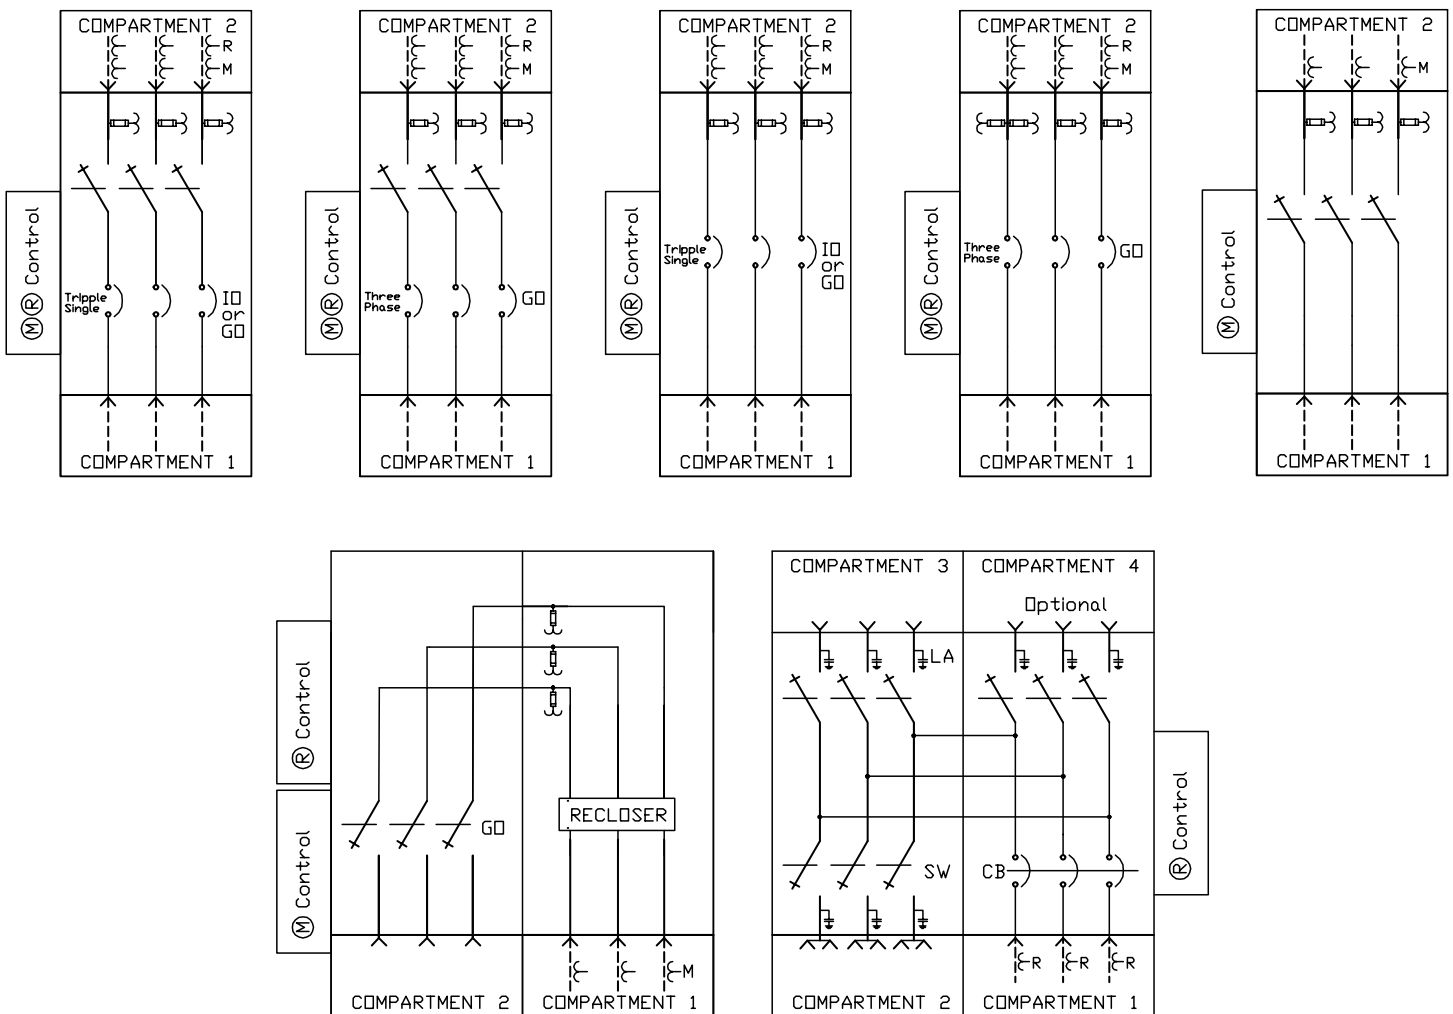 COMPARTMENT 2
R
M
Ⓜ Ⓡ Control
Tripple
Single
IO
or
GO
COMPARTMENT 1
COMPARTMENT 2
R
M
Ⓜ Ⓡ Control
Three
Phase
GO
COMPARTMENT 1
COMPARTMENT 2
R
M
Ⓜ Ⓡ Control
Tripple
Single
IO
or
GO
COMPARTMENT 1
COMPARTMENT 2
R
M
Ⓜ Ⓡ Control
Three
Phase
GO
COMPARTMENT 1
COMPARTMENT 2
M
Ⓜ Control
COMPARTMENT 1
Ⓡ Control
Ⓜ Control
GO
RECLOSER
M
COMPARTMENT 2
COMPARTMENT 1
COMPARTMENT 3
COMPARTMENT 4
Optional
LA
SW
CB
Ⓡ Control
R
R
R
COMPARTMENT 2
COMPARTMENT 1